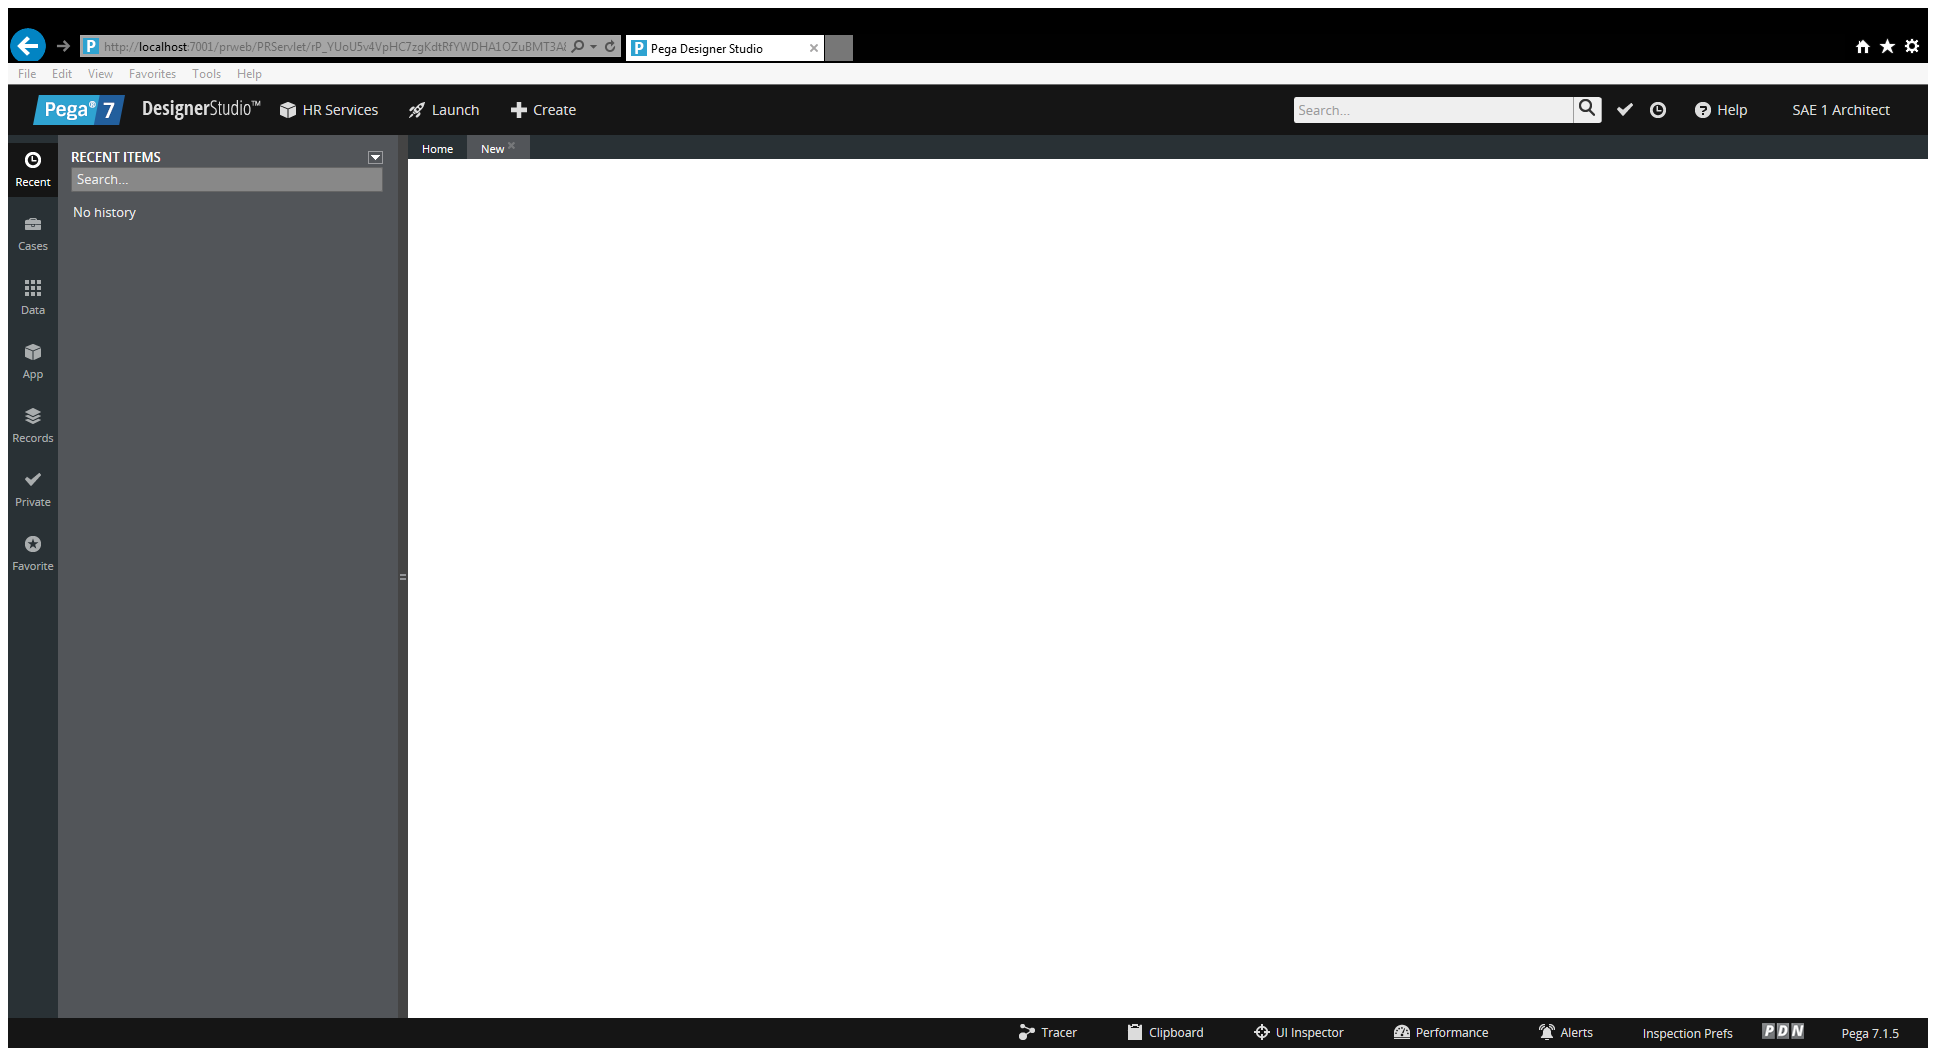 http://localhost:7001/prweb/PRServlet/rP_YUoU5v4VpHC7zgKdtRfYWDHA1OZuBMT3A
Pega Designer Studio
File Edit View Favorites Tools Help
Pega® 7 DesignerStudio™ HR Services Launch Create Search... Help SAE 1 Architect
Home New
RECENT ITEMS
Search...
No history
Recent
Cases
Data
App
Records
Private
Favorite
Tracer Clipboard UI Inspector Performance Alerts Inspection Prefs PDN Pega 7.1.5